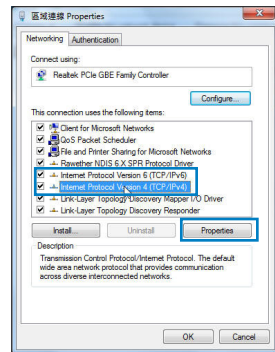 區域連線 Properties
Networking Authentication
Connect using:
Realtek PCIe GBE Family Controller
Configure...
This connection uses the following items:
Client for Microsoft Networks
QoS Packet Scheduler
File and Printer Sharing for Microsoft Networks
Rawether NDIS 6.X SPR Protocol Driver
Internet Protocol Version 6 (TCP/IPv6)
Internet Protocol Version 4 (TCP/IPv4)
Link-Layer Topology Discovery Mapper I/O Driver
Link-Layer Topology Discovery Responder
Install... Uninstall Properties
Description
Transmission Control Protocol/Internet Protocol. The default
wide area network protocol that provides communication
across diverse interconnected networks.
OK Cancel